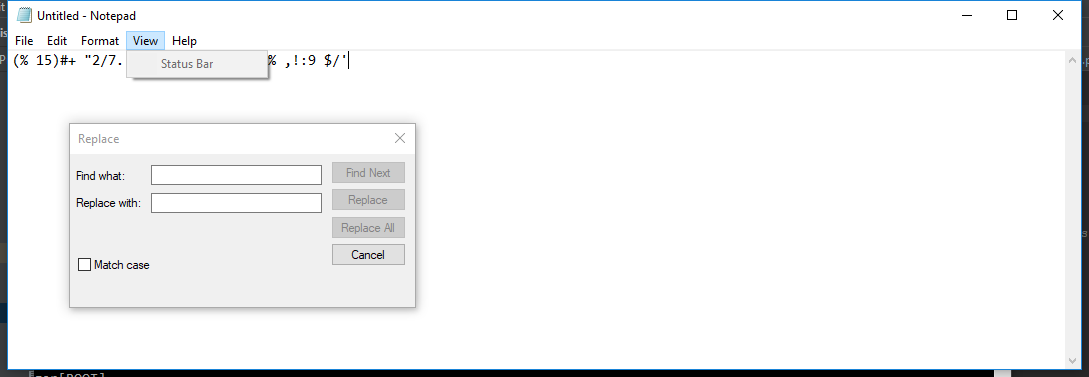 Untitled - Notepad
File Edit Format View Help
(% 15)#+ "2/7. % ,!:9 $/'
Status Bar
Replace
Find what:
Find Next
Replace with:
Replace
Replace All
Cancel
Match case